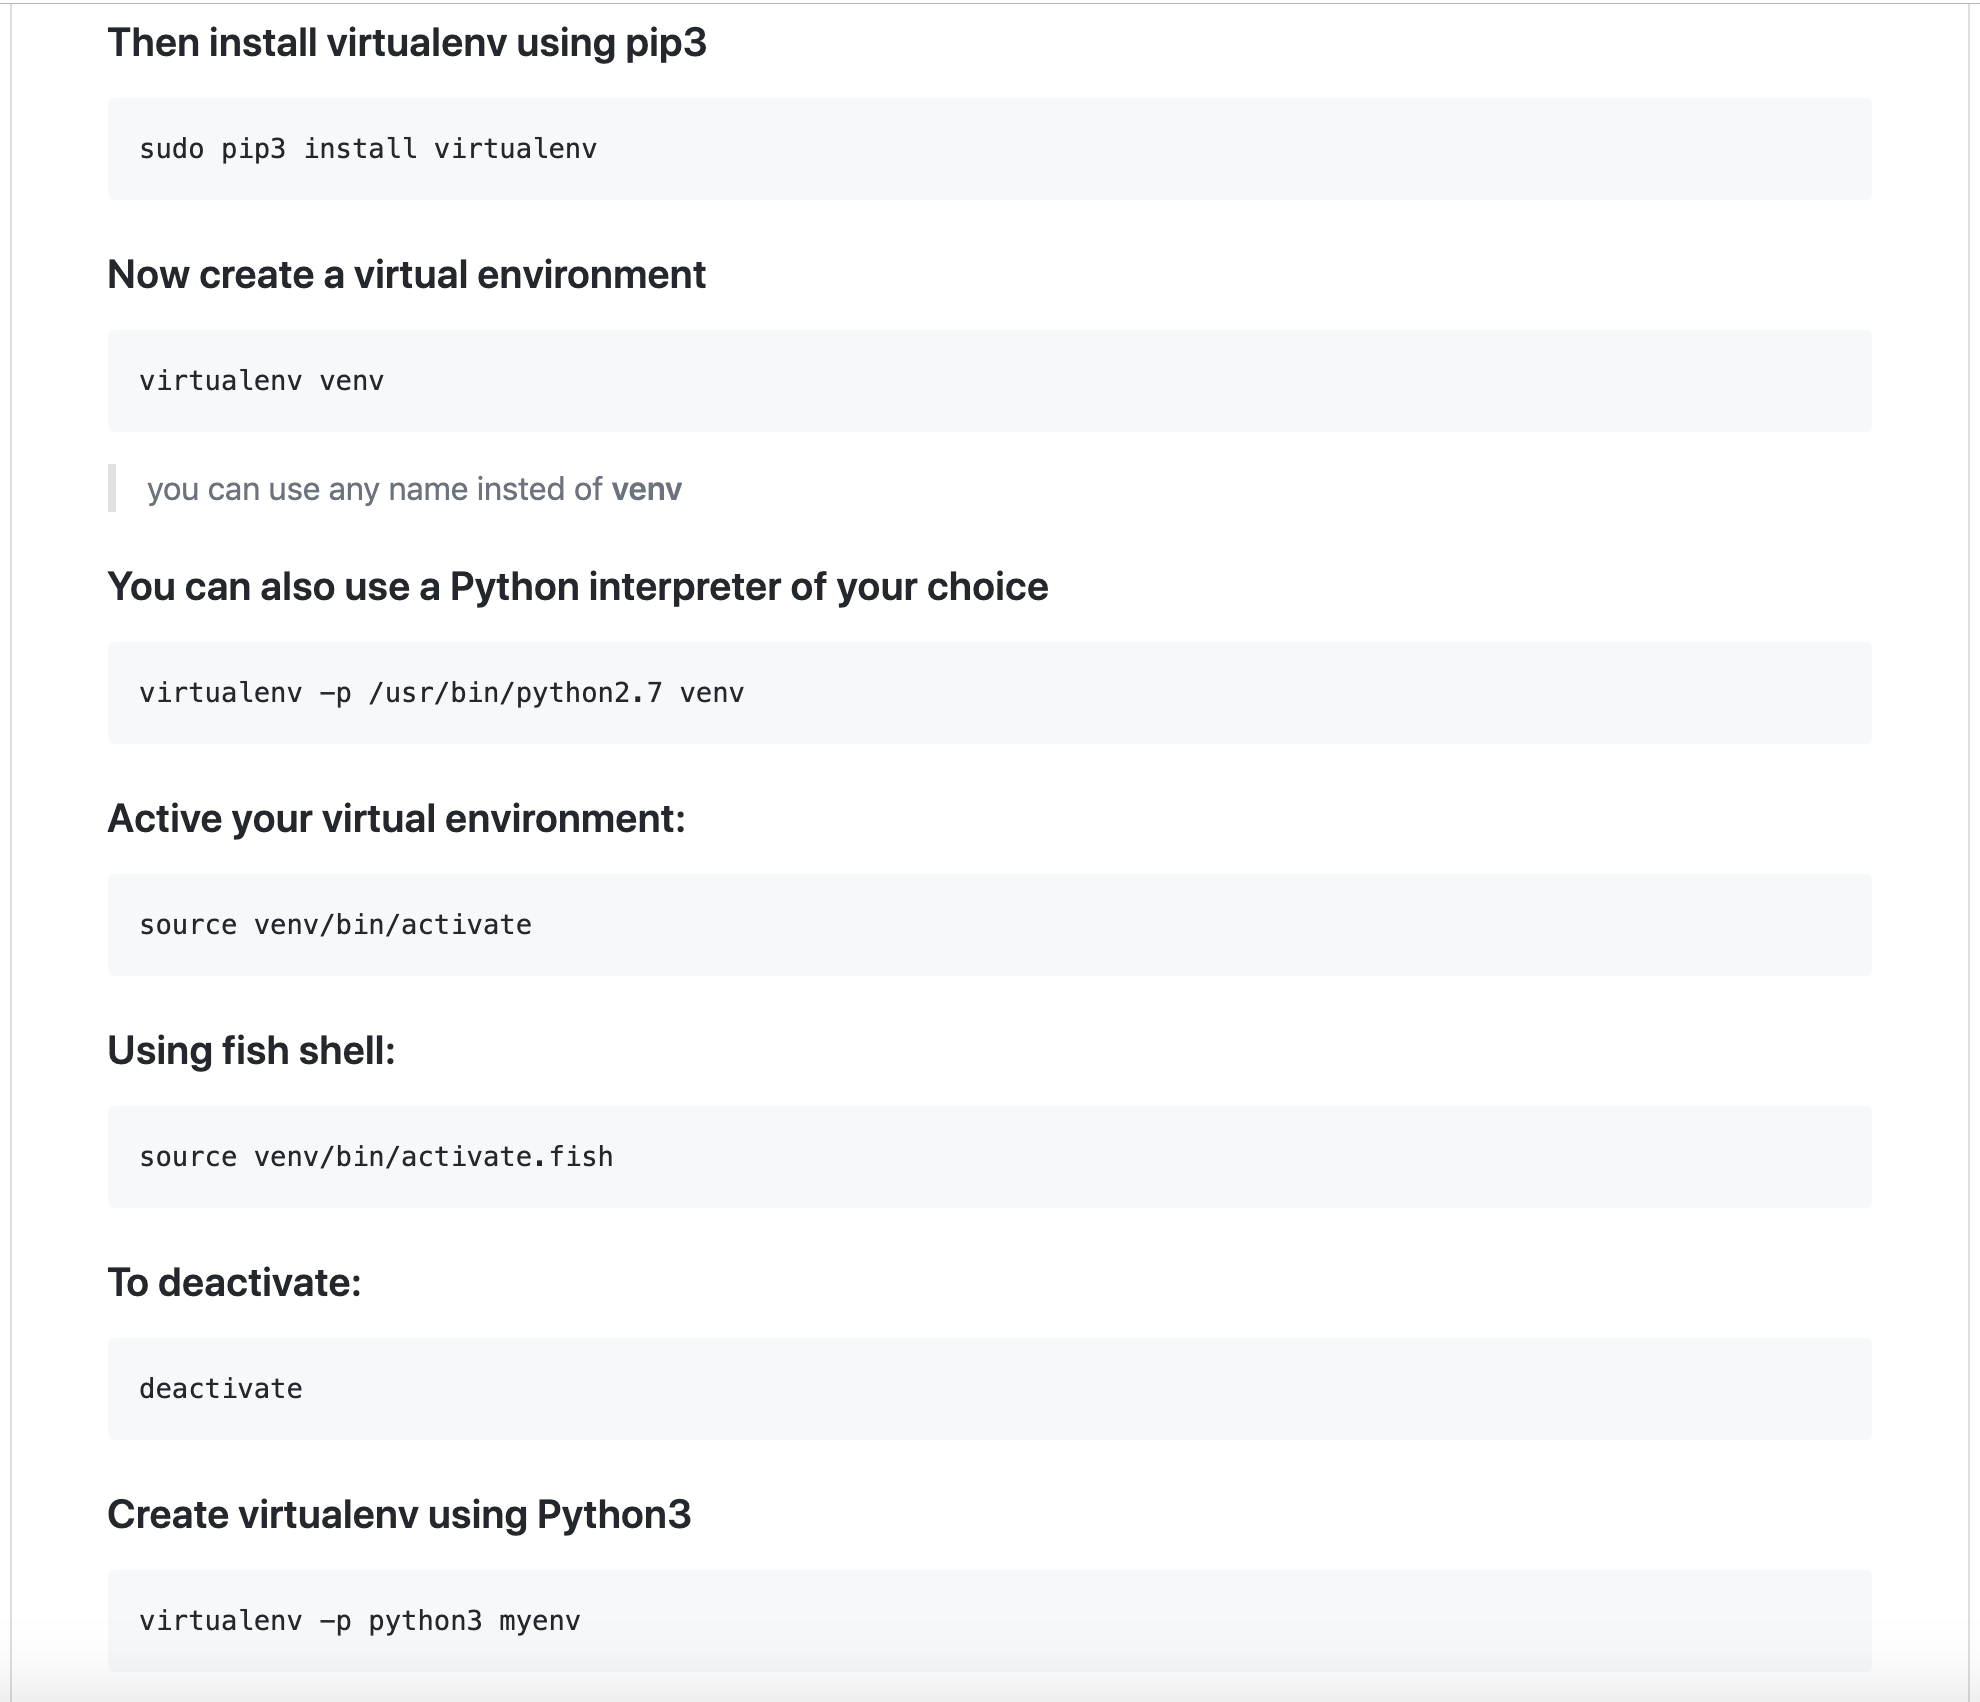 Then install virtualenv using pip3
sudo pip3 install virtualenv
Now create a virtual environment
virtualenv venv
you can use any name insted of venv
You can also use a Python interpreter of your choice
virtualenv -p /usr/bin/python2.7 venv
Active your virtual environment:
source venv/bin/activate
Using fish shell:
source venv/bin/activate.fish
To deactivate:
deactivate
Create virtualenv using Python3
virtualenv -p python3 myenv